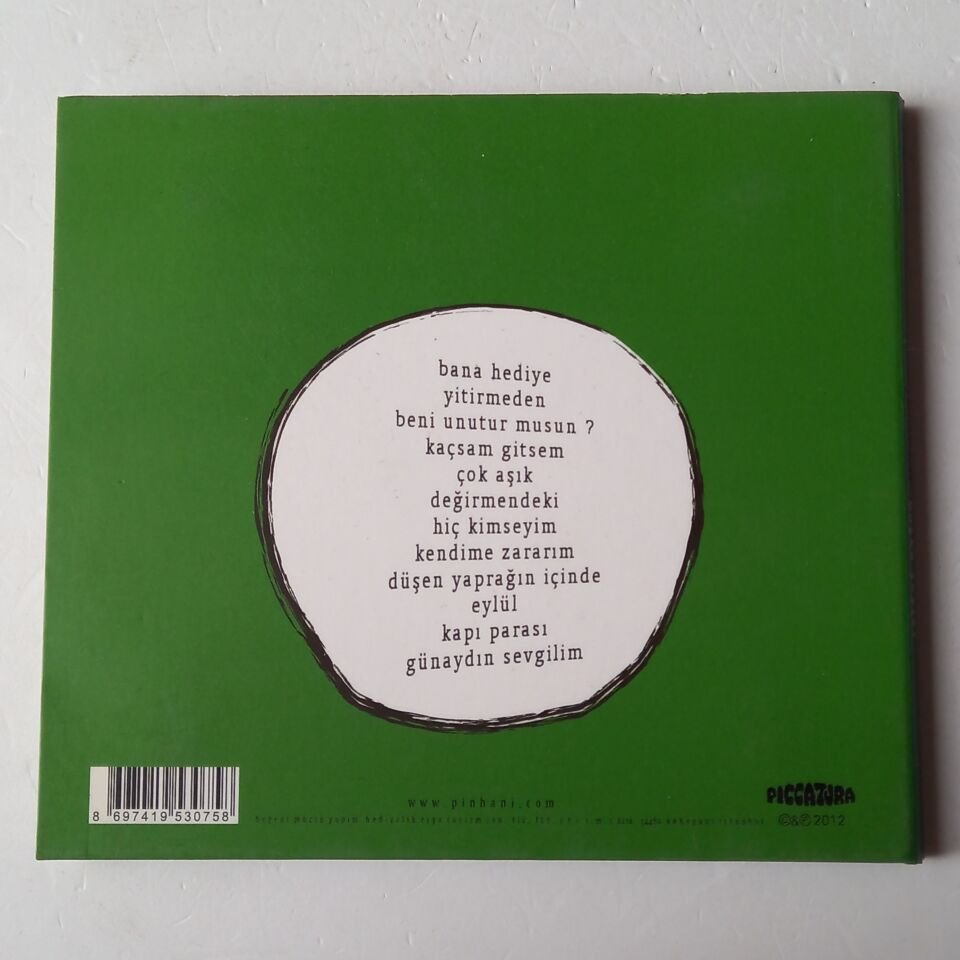 bana hediye
yitirmeden
beni unutur musun ?
kaçsam gitsem
çok aşık
değirmendeki
hiç kimseyim
kendime zararım
düşen yaprağın içinde
eylül
kapı parası
günaydın sevgilim
www.pinhani.com
PICCATURA
8 697419 530758
©&℗ 2012